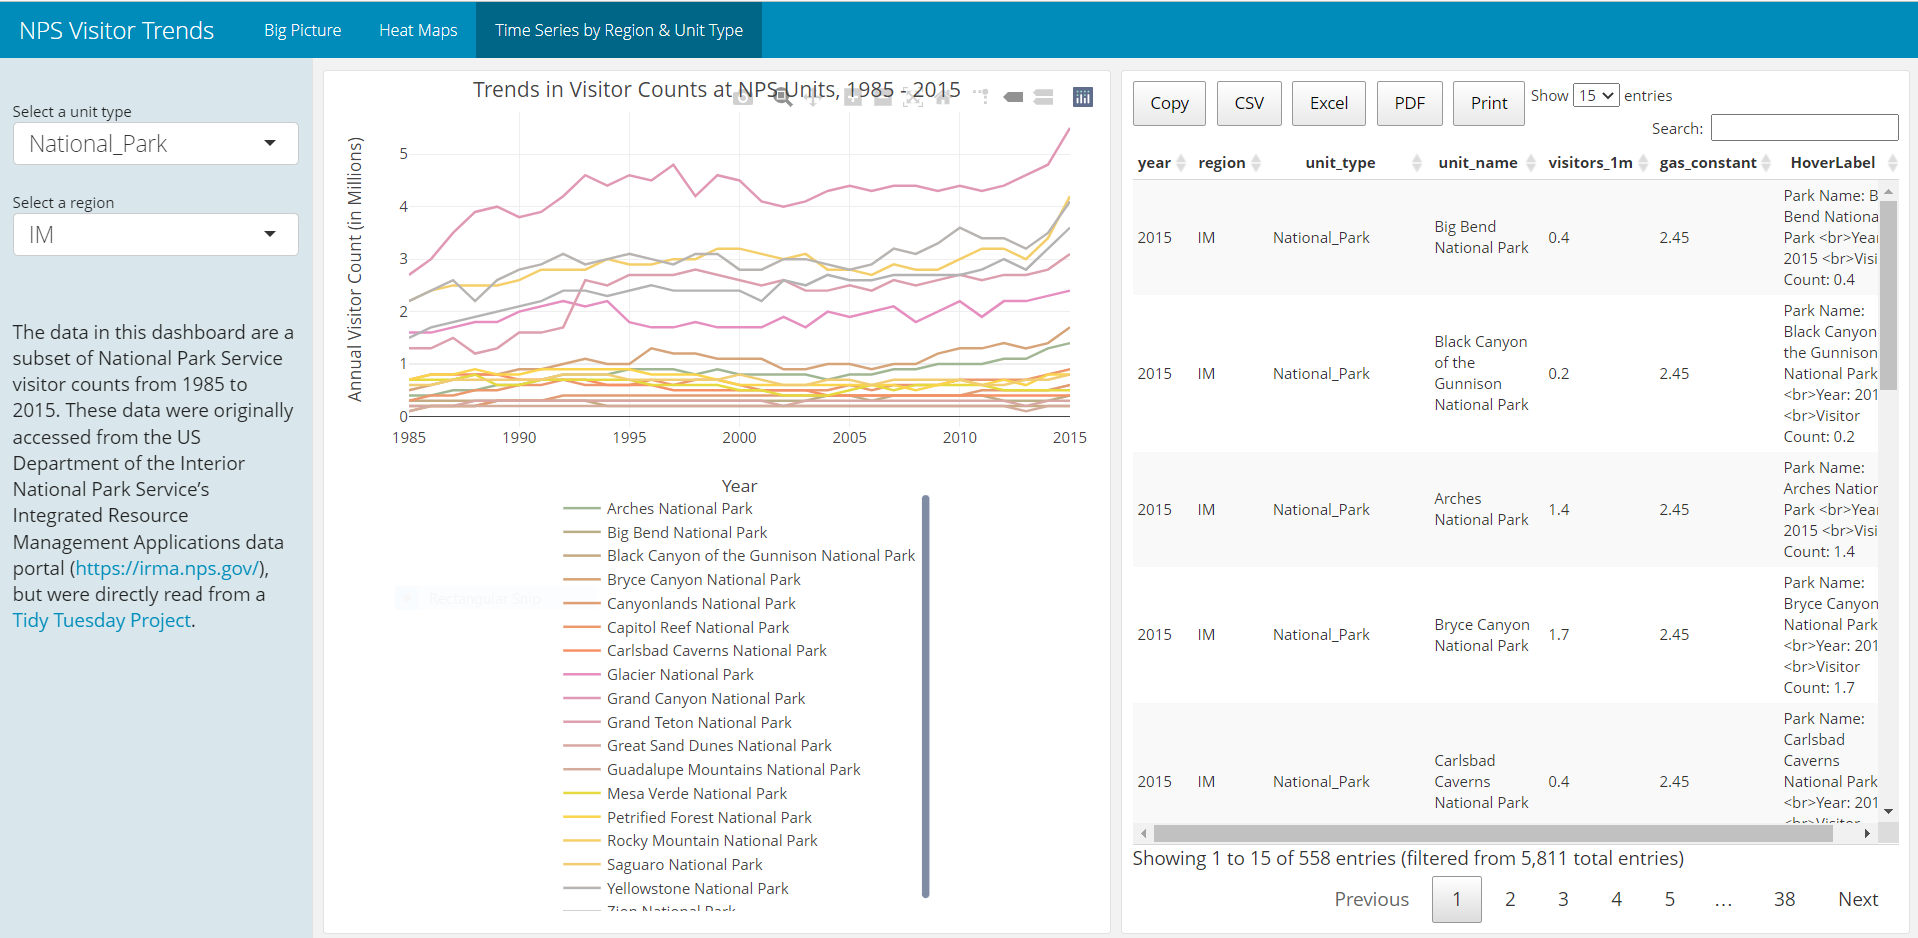 NPS Visitor Trends
Big Picture
Heat Maps
Time Series by Region & Unit Type
Select a unit type
National_Park
Select a region
IM
The data in this dashboard are a
subset of National Park Service
visitor counts from 1985 to
2015. These data were originally
accessed from the US
Department of the Interior
National Park Service's
Integrated Resource
Management Applications data
portal (https://irma.nps.gov/),
but were directly read from a
Tidy Tuesday Project.
Trends in Visitor Counts at NPS Units, 1985 - 2015
Annual Visitor Count (in Millions)
5
4
3
2
1
0
1985 1990 1995 2000 2005 2010 2015
Year
Arches National Park
Big Bend National Park
Black Canyon of the Gunnison National Park
Bryce Canyon National Park
Rectangular Snip
Canyonlands National Park
Capitol Reef National Park
Carlsbad Caverns National Park
Glacier National Park
Grand Canyon National Park
Grand Teton National Park
Great Sand Dunes National Park
Guadalupe Mountains National Park
Mesa Verde National Park
Petrified Forest National Park
Rocky Mountain National Park
Saguaro National Park
Yellowstone National Park
Zion National Park
Copy CSV Excel PDF Print Show 15 entries
Search:
year region unit_type unit_name visitors_1m gas_constant HoverLabel
2015 IM National_Park
Big Bend
National Park
0.4 2.45
Park Name: B
Bend Nationa
Park <br>Year
2015 <br>Visi
Count: 0.4
2015 IM National_Park
Black Canyon
of the
Gunnison
National Park
0.2 2.45
Park Name:
Black Canyon
the Gunnison
National Park
<br>Year: 201
<br>Visitor
Count: 0.2
2015 IM National_Park
Arches
National Park
1.4 2.45
Park Name:
Arches Nation
Park <br>Year
2015 <br>Visi
Count: 1.4
2015 IM National_Park
Bryce Canyon
National Park
1.7 2.45
Park Name:
Bryce Canyon
National Park
<br>Year: 201
<br>Visitor
Count: 1.7
2015 IM National_Park
Carlsbad
Caverns
National Park
0.4 2.45
Park Name:
Carlsbad
Caverns
National Park
<br>Year: 201
<br>Visitor
Showing 1 to 15 of 558 entries (filtered from 5,811 total entries)
Previous 1 2 3 4 5 … 38 Next